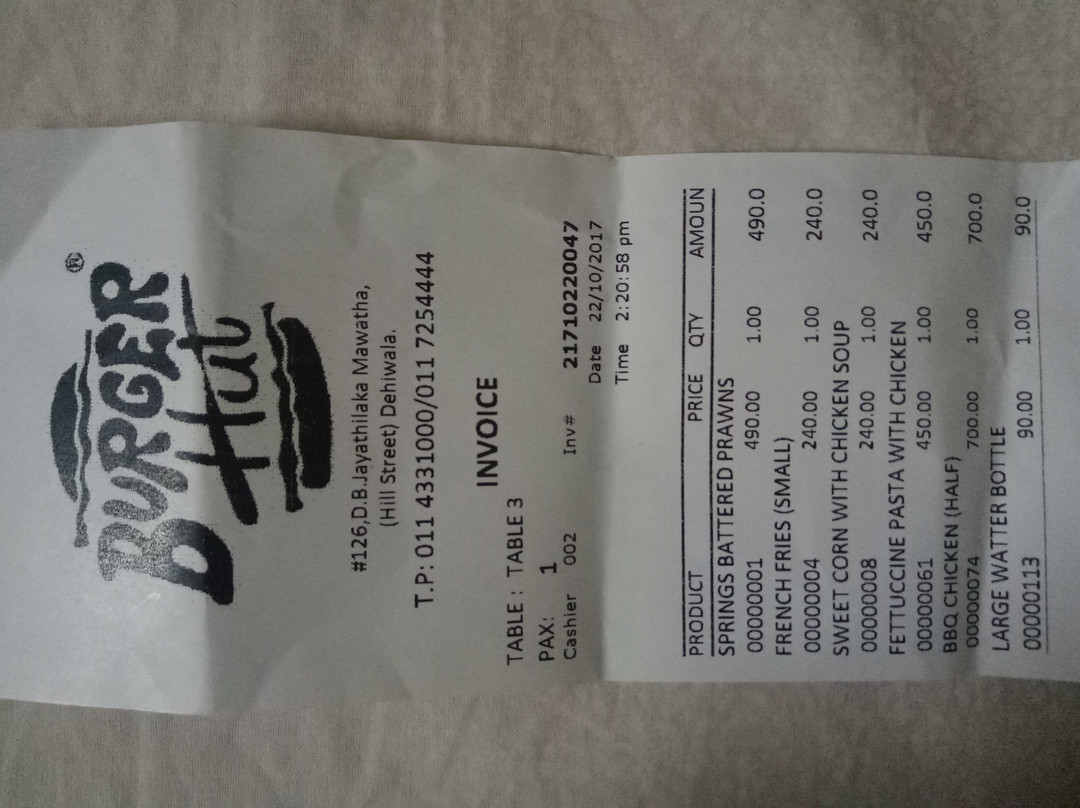 BURGER ®
Hut
#126,D.B.Jayathilaka Mawatha,
(Hill Street) Dehiwala.
T.P: 011 4331000/011 7254444
INVOICE
TABLE : TABLE 3
PAX: 1
Cashier 002 Inv# 217102200​47
Date 22/10/2017
Time 2:20:58 pm
PRODUCT PRICE QTY AMOUN
SPRINGS BATTERED PRAWNS
00000001 490.00 1.00 490.0
FRENCH FRIES (SMALL)
00000004 240.00 1.00 240.0
SWEET CORN WITH CHICKEN SOUP
00000008 240.00 1.00 240.0
FETTUCCINE PASTA WITH CHICKEN
00000061 450.00 1.00 450.0
BBQ CHICKEN (HALF)
00000074 700.00 1.00 700.0
LARGE WATTER BOTTLE
00000113 90.00 1.00 90.0